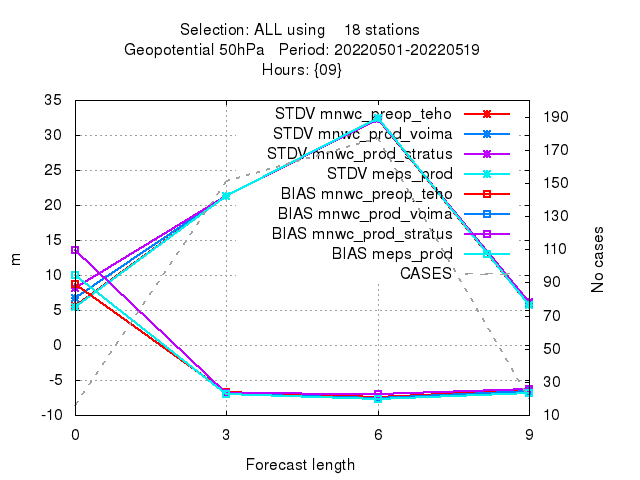 Selection: ALL using 18 stations
Geopotential 50hPa Period: 20220501-20220519
Hours: {09}
STDV mnwc_preop_teho
STDV mnwc_prod_voima
STDV mnwc_prod_stratus
STDV meps_prod
BIAS mnwc_preop_teho
BIAS mnwc_prod_voima
BIAS mnwc_prod_stratus
BIAS meps_prod
CASES
35
30
25
20
15
10
5
0
-5
-10
m
190
170
150
130
110
90
70
50
30
10
No cases
0 3 6 9
Forecast length